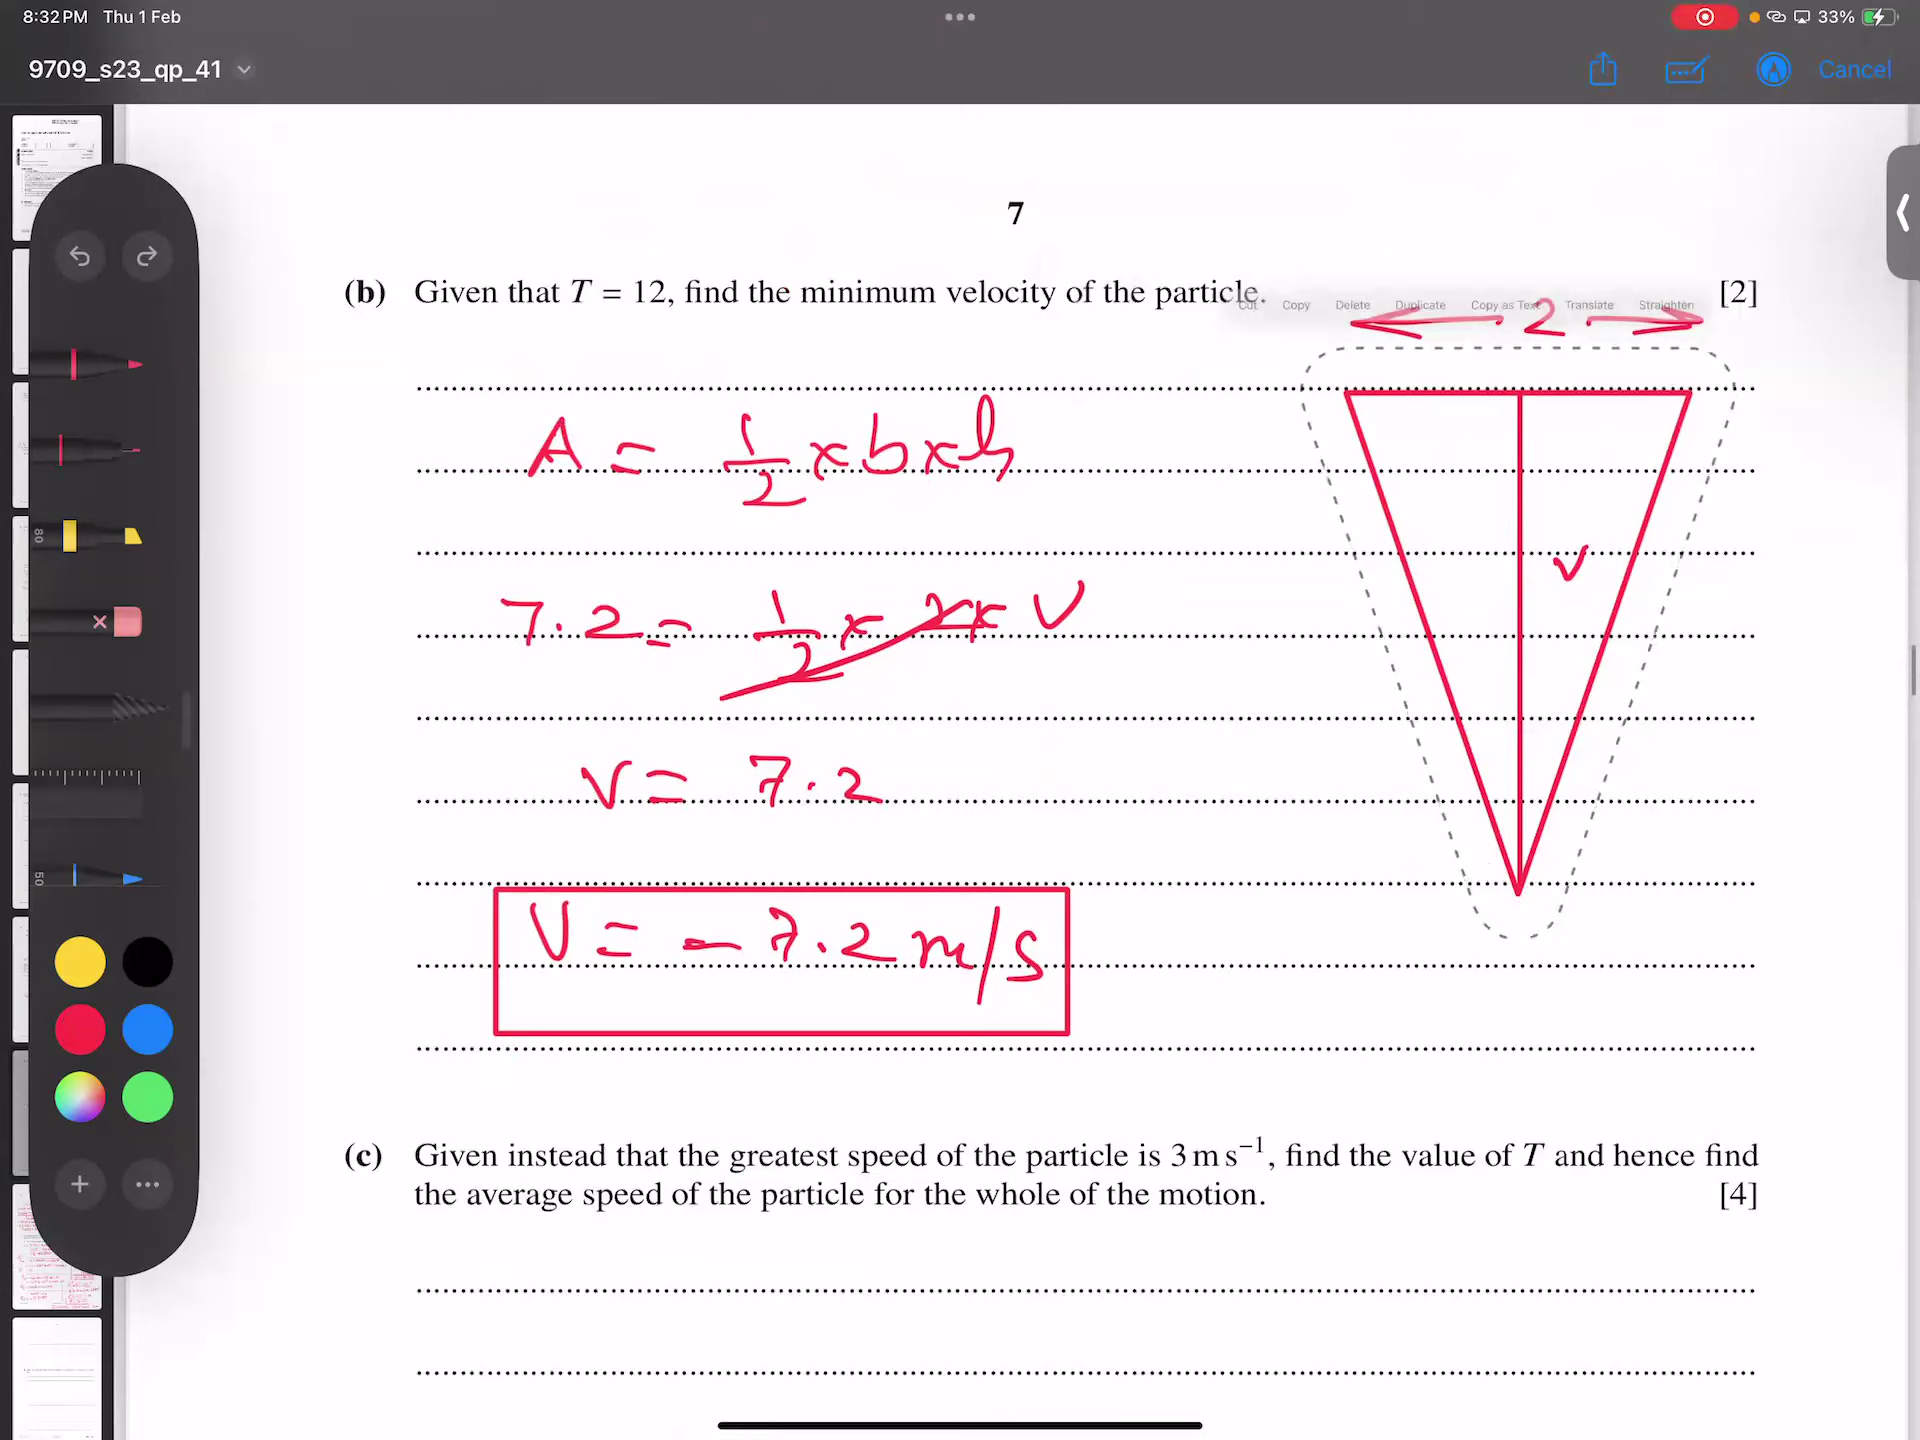 8:32 PM Thu 1 Feb
33%
9709_s23_qp_41
Cancel
7
(b) Given that T = 12, find the minimum velocity of the particle. [2]
Cut Copy Delete Duplicate Copy as Text Translate Straighten
2
A = 1/2 × b × h
v
7.2 = 1/2 × 2 × V
V = 7.2
V = - 7.2 m/s
(c) Given instead that the greatest speed of the particle is 3 m s⁻¹, find the value of T and hence find
the average speed of the particle for the whole of the motion. [4]
80
50